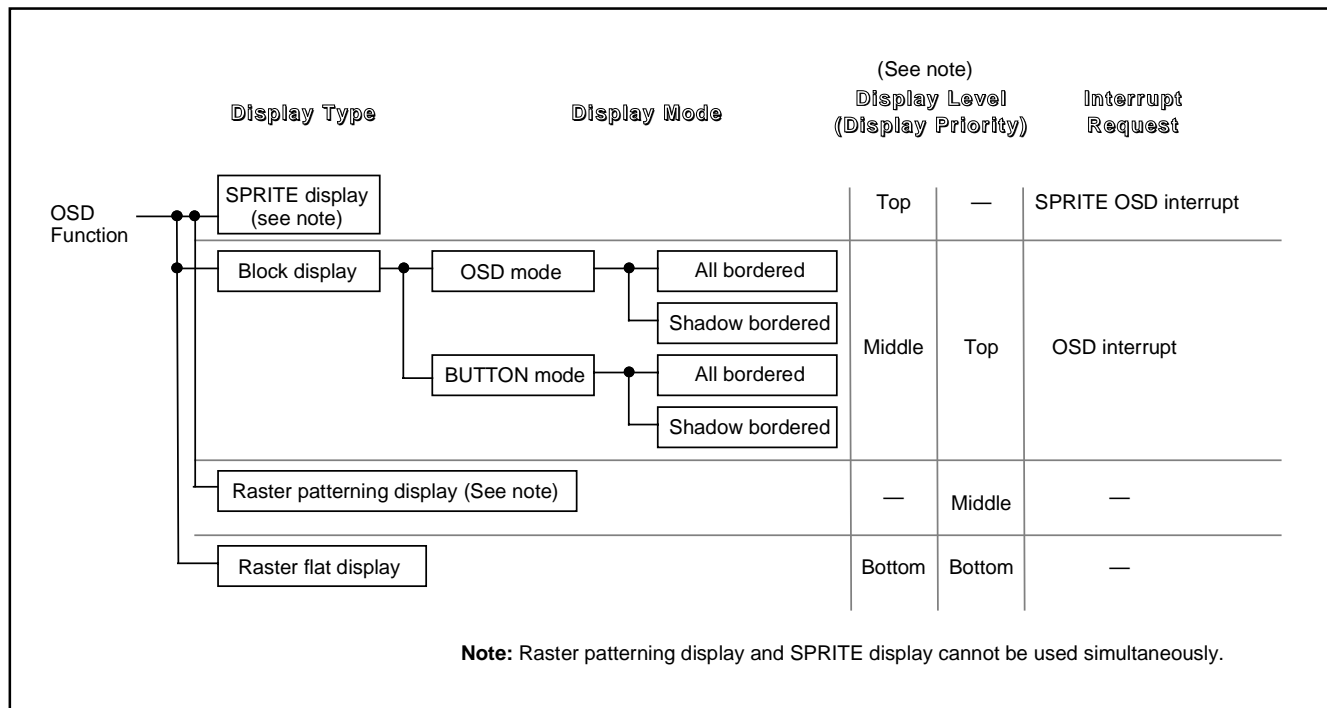 (See note)
Display Type
Display Mode
Display Level
(Display Priority)
Interrupt
Request
OSD
Function
SPRITE display
(see note)
Top
—
SPRITE OSD interrupt
Block display
OSD mode
All bordered
Shadow bordered
BUTTON mode
All bordered
Shadow bordered
Middle
Top
OSD interrupt
Raster patterning display (See note)
—
Middle
—
Raster flat display
Bottom
Bottom
—
Note: Raster patterning display and SPRITE display cannot be used simultaneously.